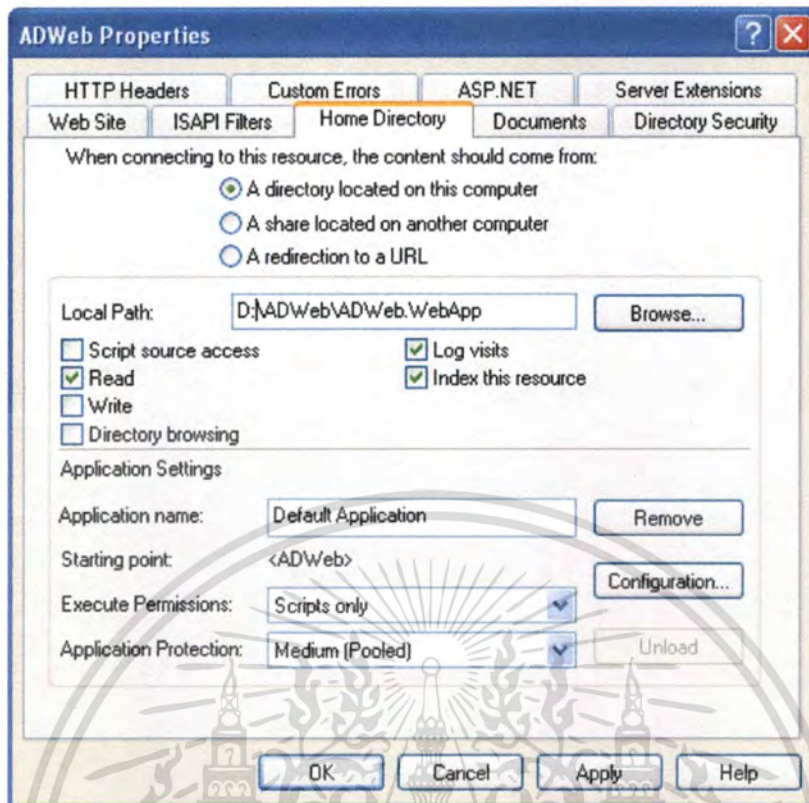 ADWeb Properties
HTTP Headers Custom Errors ASP.NET Server Extensions
Web Site ISAPI Filters Home Directory Documents Directory Security
When connecting to this resource, the content should come from:
A directory located on this computer
A share located on another computer
A redirection to a URL
Local Path: D:\ADWeb\ADWeb.WebApp Browse...
Script source access Log visits
Read Index this resource
Write
Directory browsing
Application Settings
Application name: Default Application Remove
Starting point: <ADWeb>
Configuration...
Execute Permissions: Scripts only
Application Protection: Medium (Pooled) Unload
OK Cancel Apply Help